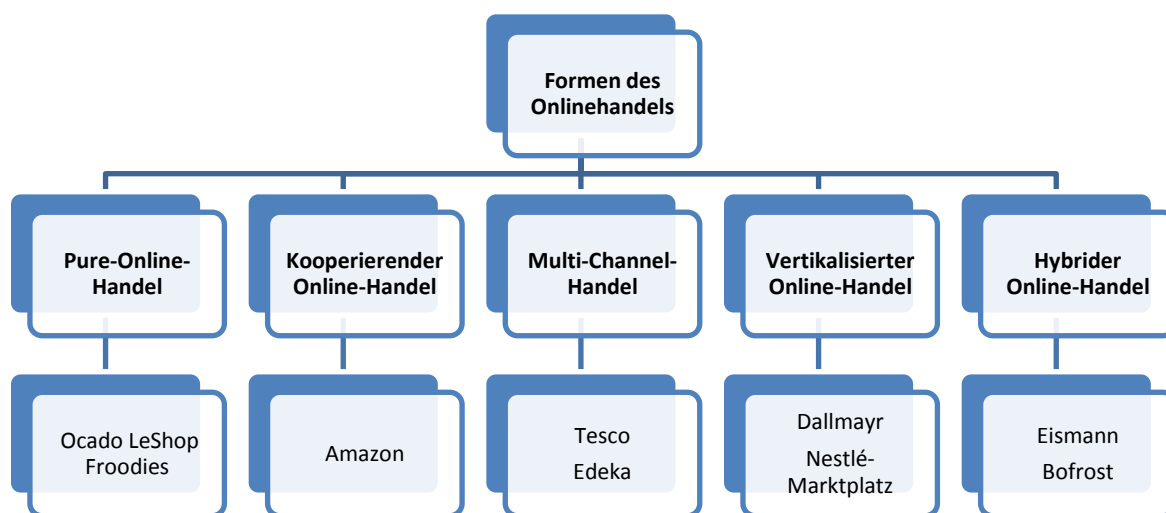 Formen des
Onlinehandels
Pure-Online-
Handel
Kooperierender
Online-Handel
Multi-Channel-
Handel
Vertikalisierter
Online-Handel
Hybrider
Online-Handel
Ocado LeShop
Froodies
Amazon
Tesco
Edeka
Dallmayr
Nestlé-
Marktplatz
Eismann
Bofrost